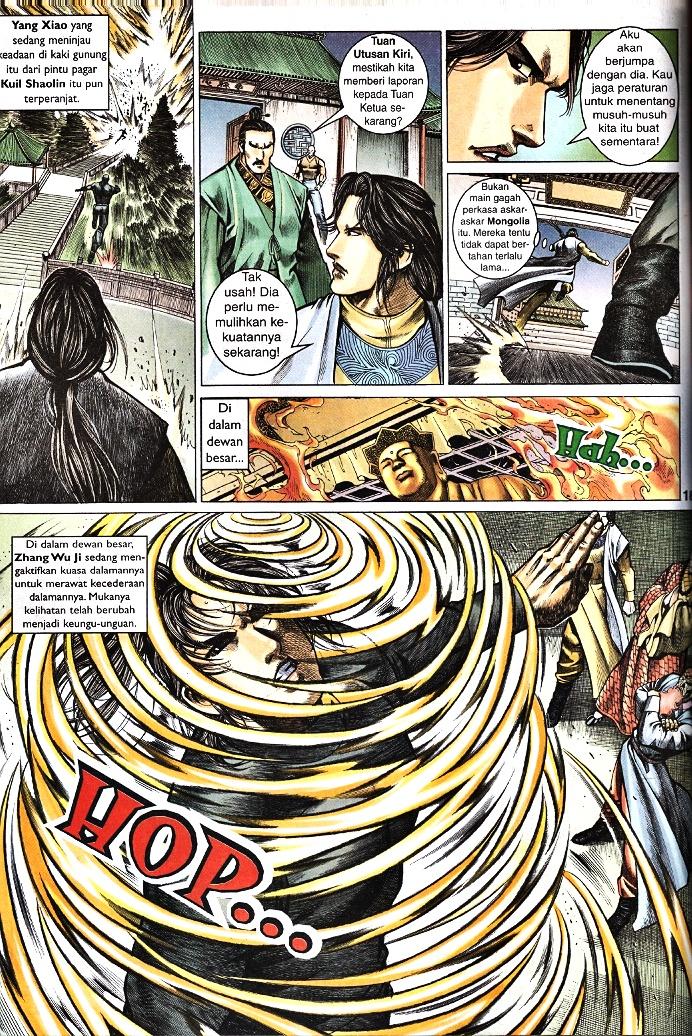 Yang Xiao yang
sedang meninjau
keadaan di kaki gunung
itu dari pintu pagar
Kuil Shaolin itu pun
terperanjat.
Tuan
Utusan Kiri,
mestikah kita
memberi laporan
kepada Tuan
Ketua se-
karang?
Tak
usah! Dia
perlu me-
mulihkan ke-
kuatannya
sekarang!
Aku
akan
berjumpa
dengan dia. Kau
jaga peraturan
untuk menentang
musuh-musuh
kita itu buat
sementara!
Bukan
main gagah
perkasa askar-
askar Mongolia
itu. Mereka tentu
tidak dapat ber-
tahan terlalu
lama...
Di
dalam
dewan
besar...
Hah...
Di dalam dewan besar,
Zhang Wu Ji sedang men-
gaktifkan kuasa dalamannya
untuk merawat kecederaan
dalamannya. Mukanya
kelihatan telah berubah
menjadi keungu-unguan.
HOP...